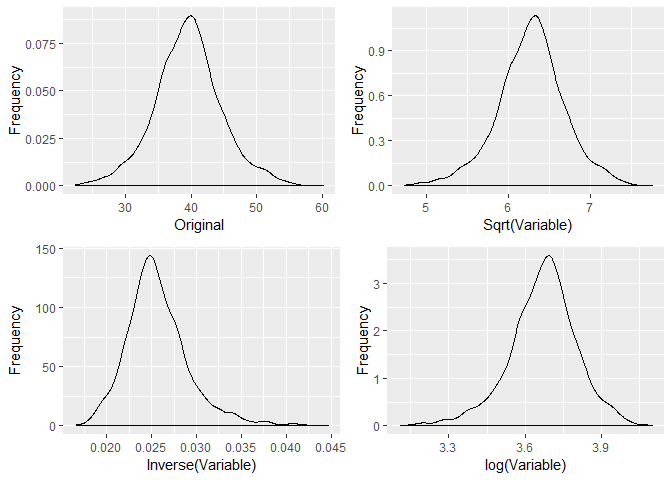 Frequency
0.075
0.050
0.025
0.000
30 40 50 60
Original
Frequency
0.9
0.6
0.3
0.0
5 6 7
Sqrt(Variable)
Frequency
150
100
50
0
0.020 0.025 0.030 0.035 0.040 0.045
Inverse(Variable)
Frequency
3
2
1
0
3.3 3.6 3.9
log(Variable)